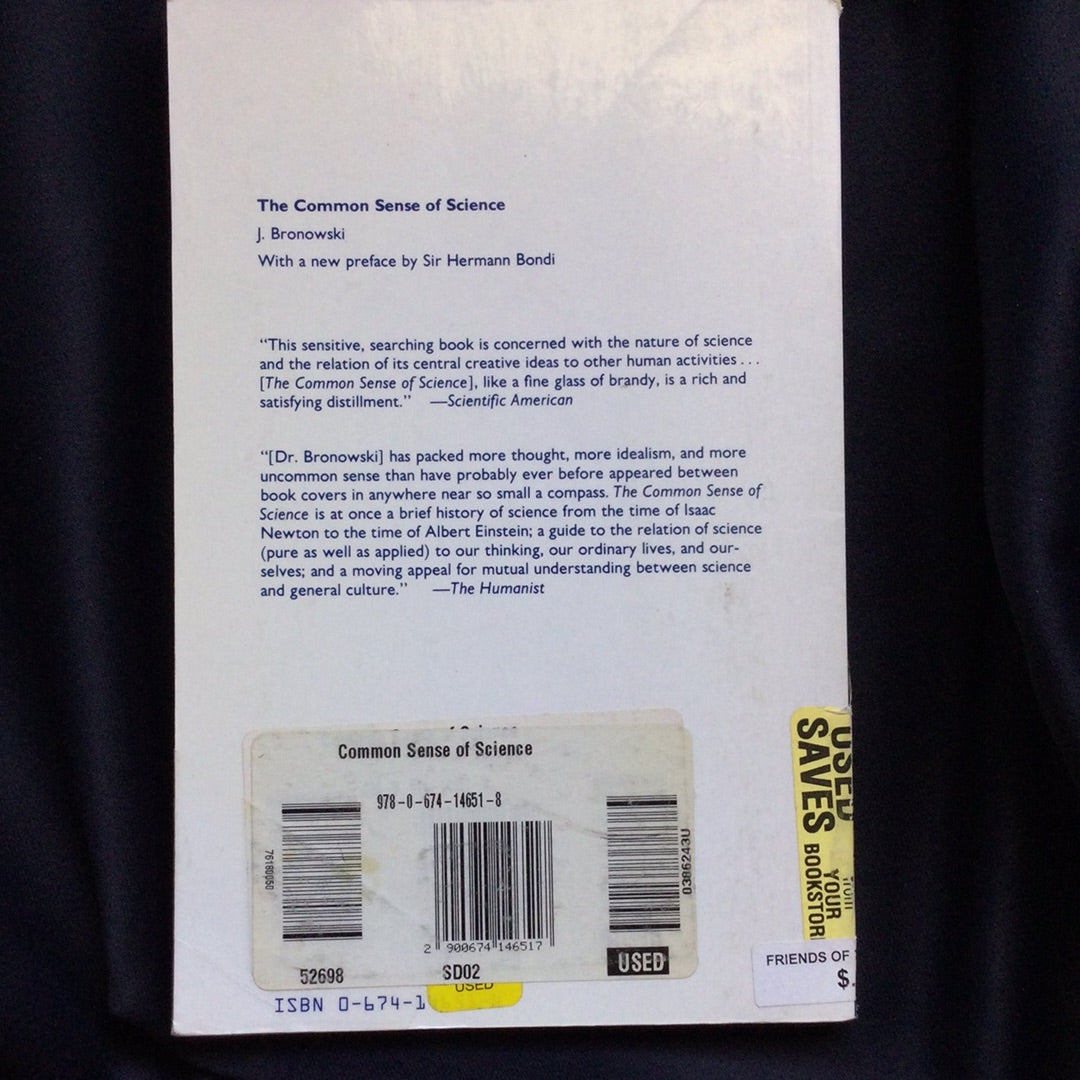 The Common Sense of Science
J. Bronowski
With a new preface by Sir Hermann Bondi
“This sensitive, searching book is concerned with the nature of science
and the relation of its central creative ideas to other human activities . . .
[The Common Sense of Science], like a fine glass of brandy, is a rich and
satisfying distillment.” —Scientific American
“[Dr. Bronowski] has packed more thought, more idealism, and more
uncommon sense than have probably ever before appeared between
book covers in anywhere near so small a compass. The Common Sense of
Science is at once a brief history of science from the time of Isaac
Newton to the time of Albert Einstein; a guide to the relation of science
(pure as well as applied) to our thinking, our ordinary lives, and our-
selves; and a moving appeal for mutual understanding between science
and general culture.” —The Humanist
Common Sense of Science
978-0-674-14651-8
76180050
0386243U
2 900674 146517
52698
SD02
USED
USED
ISBN 0-674-1
USED
SAVES
YOUR
BOOKSTOR
FRIENDS OF
$.